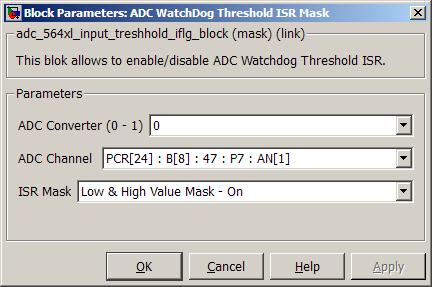 Block Parameters: ADC WatchDog Threshold ISR Mask
adc_564xl_input_treshhold_iflg_block (mask) (link)
This blok allows to enable/disable ADC Watchdog Threshold ISR.
Parameters
ADC Converter (0 - 1) 0
ADC Channel PCR[24] : B[8] : 47 : P7 : AN[1]
ISR Mask Low & High Value Mask - On
OK Cancel Help Apply